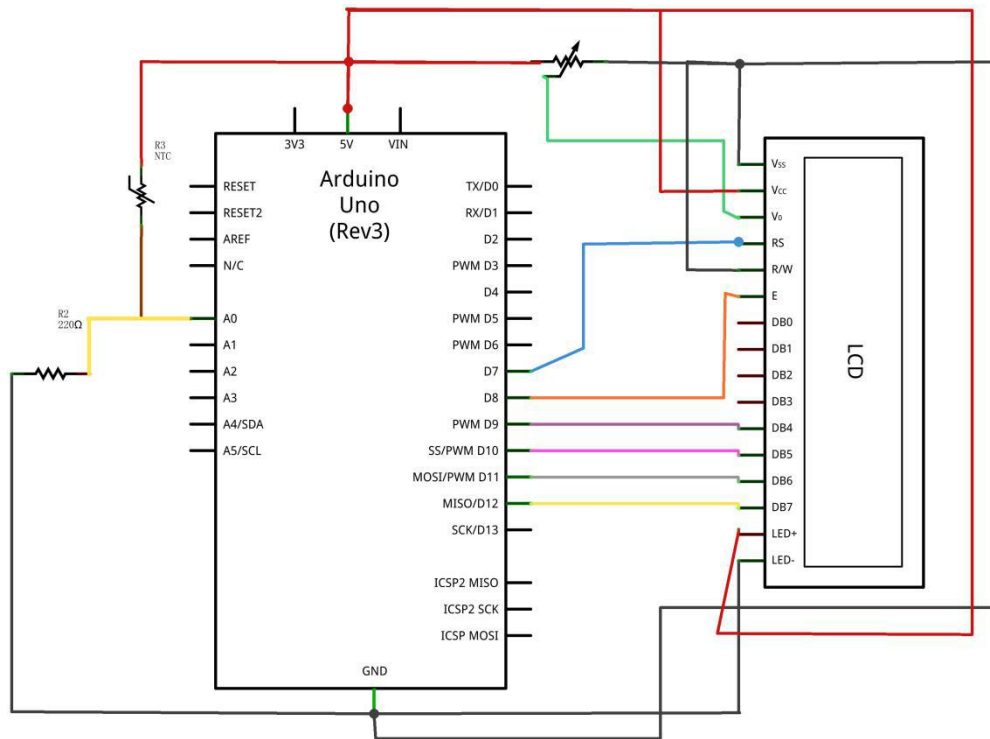 3V3
5V
VIN
Arduino
Uno
(Rev3)
R3
NTC
R2
220Ω
RESET
RESET2
AREF
N/C
A0
A1
A2
A3
A4/SDA
A5/SCL
TX/D0
RX/D1
D2
PWM D3
D4
PWM D5
PWM D6
D7
D8
PWM D9
SS/PWM D10
MOSI/PWM D11
MISO/D12
SCK/D13
ICSP2 MISO
ICSP2 SCK
ICSP MOSI
GND
Vss
Vcc
V0
RS
R/W
E
DB0
DB1
DB2
DB3
DB4
DB5
DB6
DB7
LED+
LED-
LCD